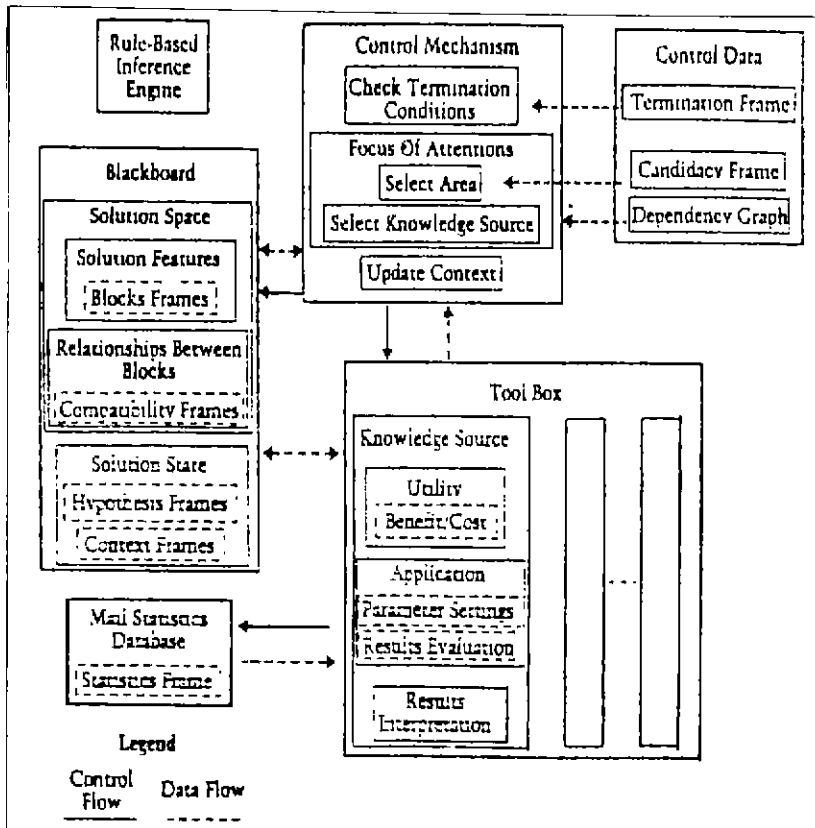 Rule-Based
Inference
Engine
Control Mechanism
Check Termination
Conditions
Focus Of Attentions
Select Area
Select Knowledge Source
Update Context
Control Data
Termination Frame
Candidacy Frame
Dependency Graph
Blackboard
Solution Space
Solution Features
Blocks Frames
Relationships Between
Blocks
Compatibility Frames
Solution State
Hypothesis Frames
Context Frames
Tool Box
Knowledge Source
Utility
Benefit/Cost
Application
Parameter Settings
Results Evaluation
Results
Interpretation
Mail Statistics
Database
Statistics Frame
Legend
Control
Flow
Data Flow